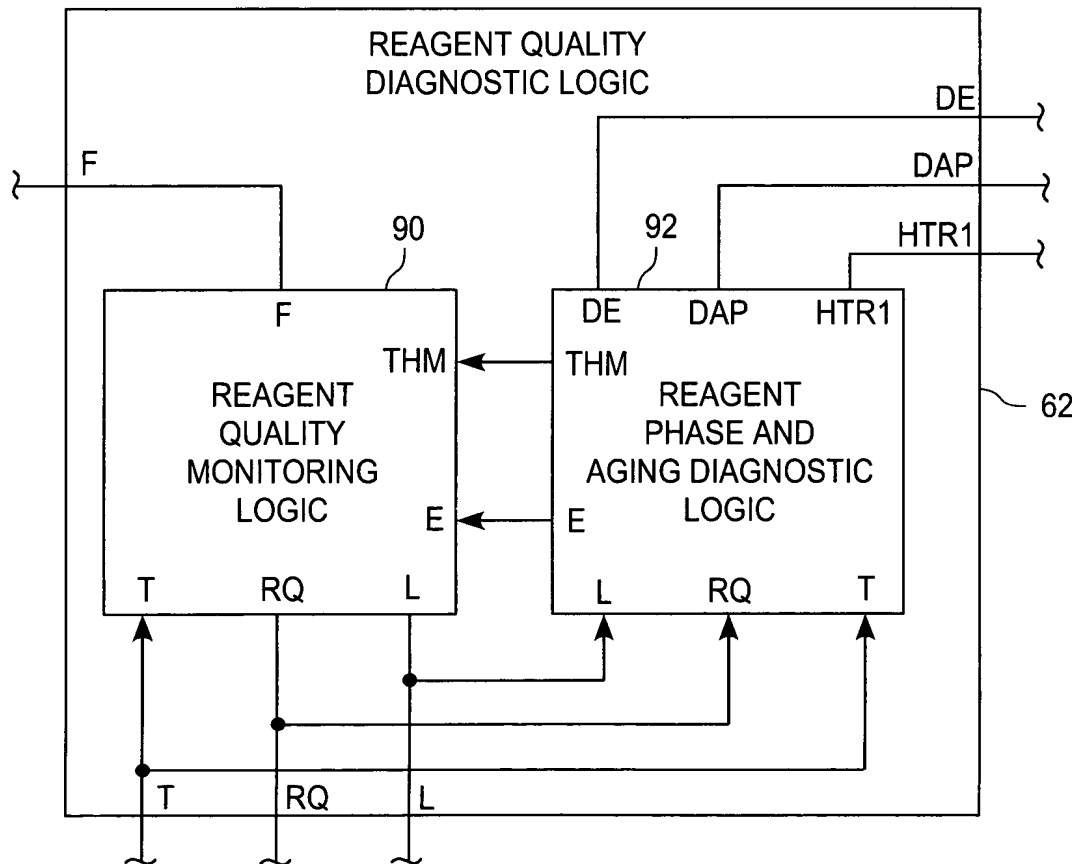 REAGENT QUALITY
DIAGNOSTIC LOGIC
DE
F
DAP
HTR1
90
92
F
DE DAP HTR1
THM
THM
REAGENT
QUALITY
MONITORING
LOGIC
REAGENT
PHASE AND
AGING DIAGNOSTIC
LOGIC
62
E
E
T RQ L
L RQ T
T RQ L